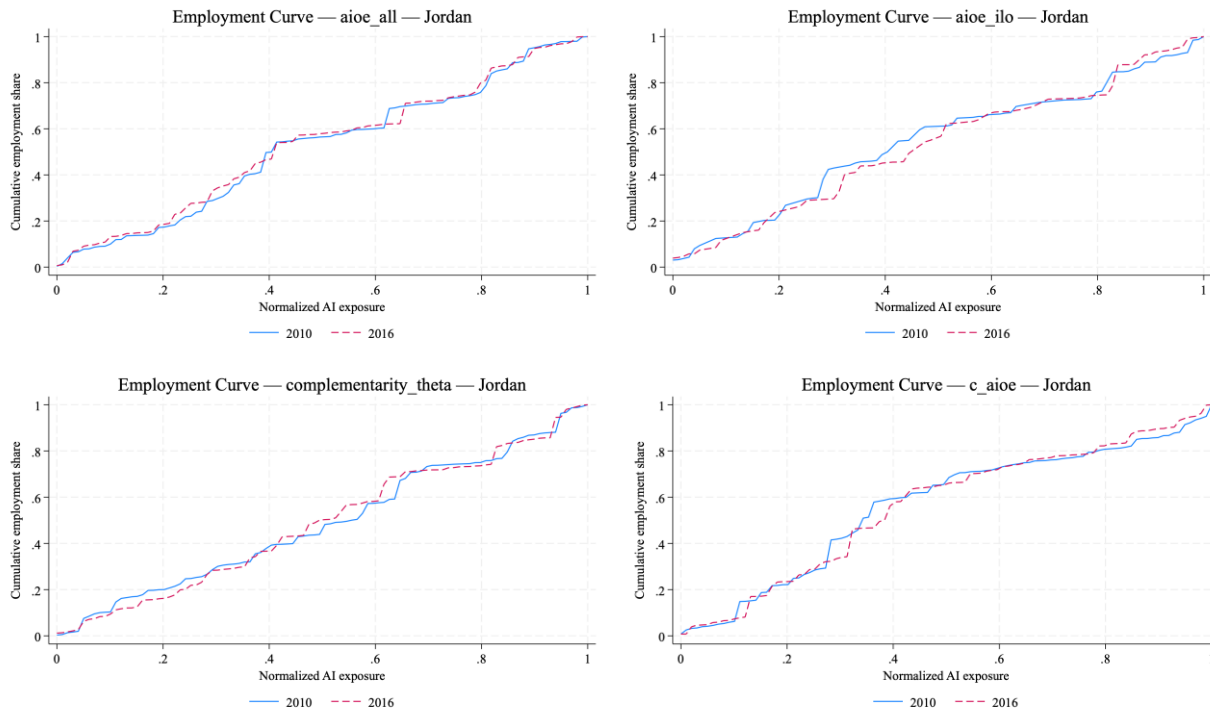 Employment Curve — aioe_all — Jordan
Cumulative employment share
1
.8
.6
.4
.2
0
0 .2 .4 .6 .8 1
Normalized AI exposure
2010 2016
Employment Curve — aioe_ilo — Jordan
Cumulative employment share
1
.8
.6
.4
.2
0
0 .2 .4 .6 .8 1
Normalized AI exposure
2010 2016
Employment Curve — complementarity_theta — Jordan
Cumulative employment share
1
.8
.6
.4
.2
0
0 .2 .4 .6 .8 1
Normalized AI exposure
2010 2016
Employment Curve — c_aioe — Jordan
Cumulative employment share
1
.8
.6
.4
.2
0
0 .2 .4 .6 .8 1
Normalized AI exposure
2010 2016